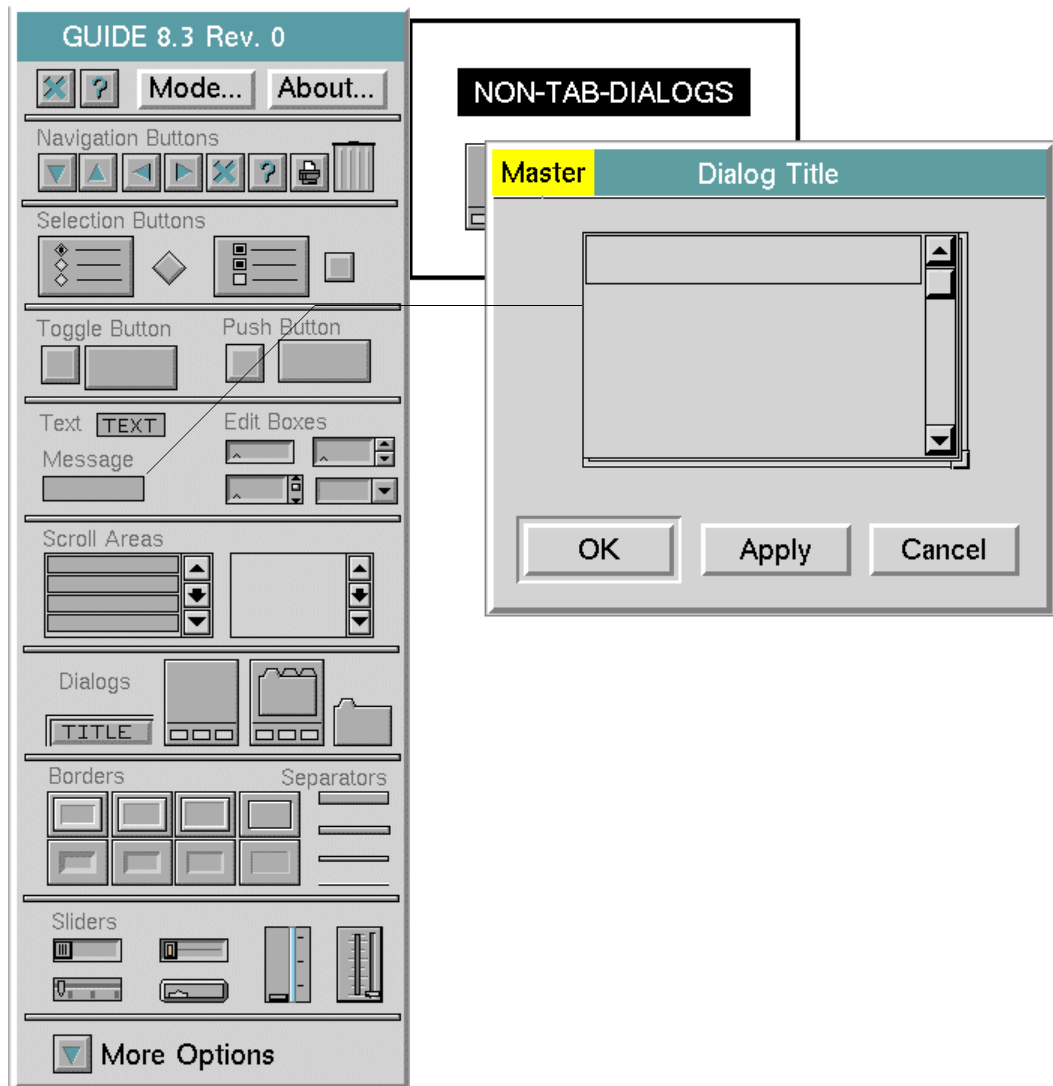 GUIDE 8.3 Rev. 0
Mode... About...
Navigation Buttons
?
Selection Buttons
Toggle Button Push Button
Text TEXT Edit Boxes
Message
Scroll Areas
Dialogs
TITLE
Borders Separators
Sliders
More Options
NON-TAB-DIALOGS
Master Dialog Title
OK Apply Cancel